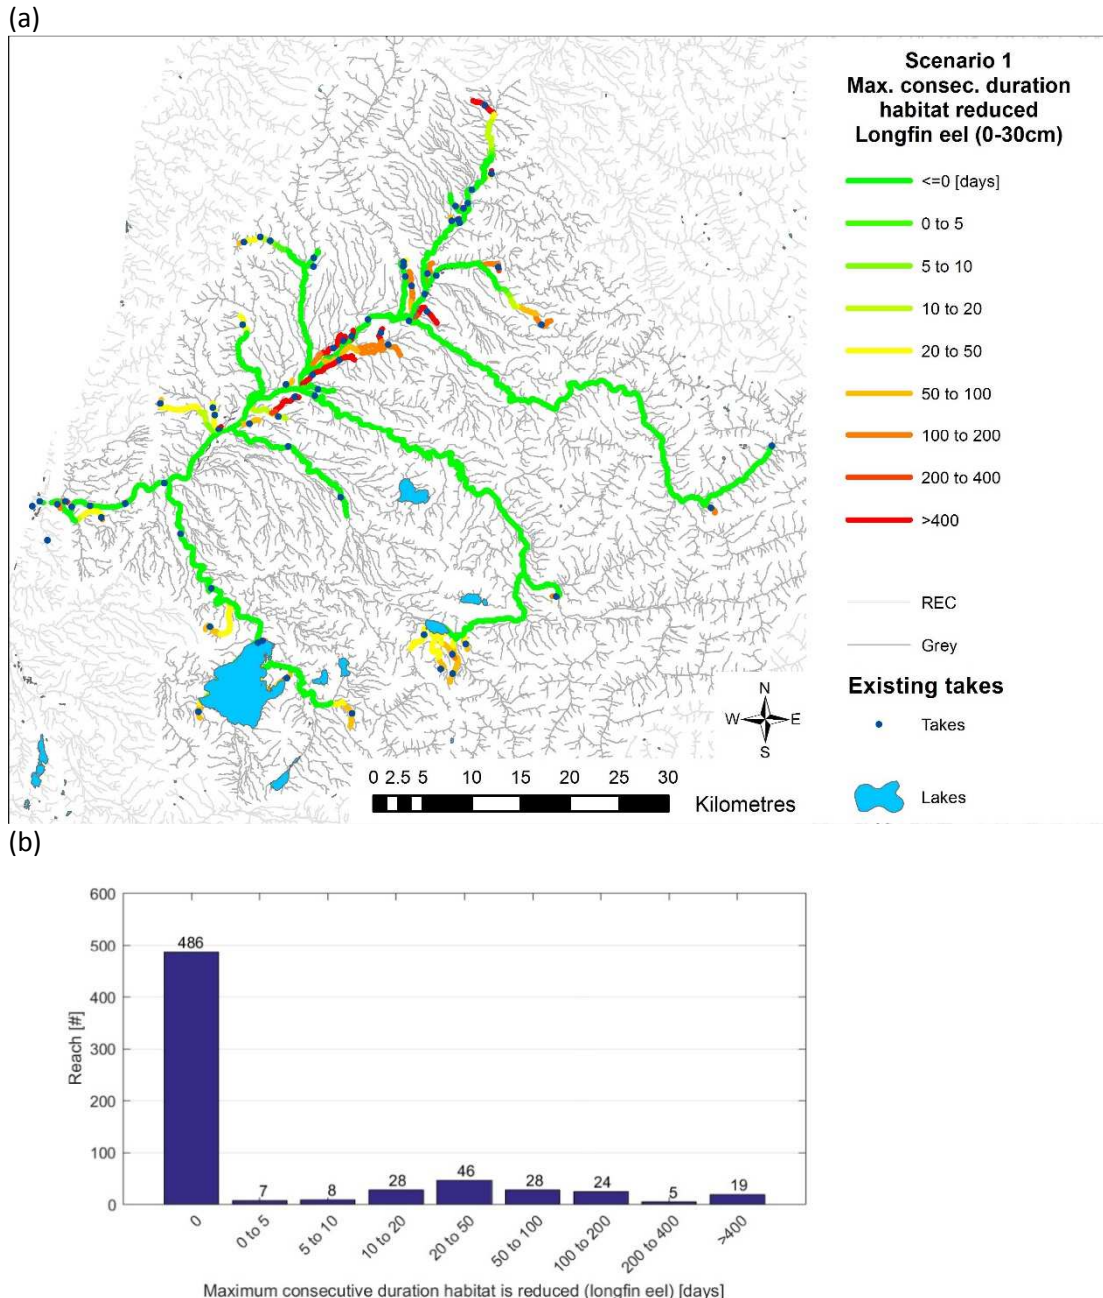 (a)
Scenario 1
Max. consec. duration
habitat reduced
Longfin eel (0-30cm)
<=0 [days]
0 to 5
5 to 10
10 to 20
20 to 50
50 to 100
100 to 200
200 to 400
>400
REC
Grey
Existing takes
Takes
Lakes
N
W E
S
0 2.5 5 10 15 20 25 30
Kilometres
(b)
600
500
400
300
200
100
0
Reach [#]
486
7
8
28
46
28
24
5
19
0
0 to 5
5 to 10
10 to 20
20 to 50
50 to 100
100 to 200
200 to 400
>400
Maximum consecutive duration habitat is reduced (longfin eel) [days]